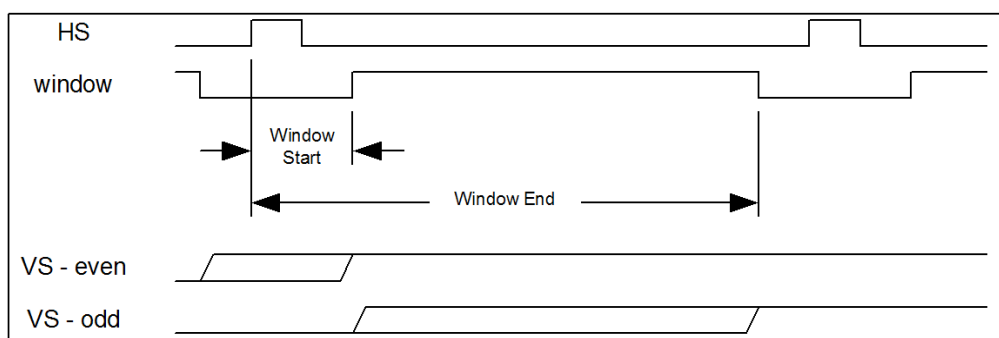 HS
window
Window
Start
Window End
VS - even
VS - odd